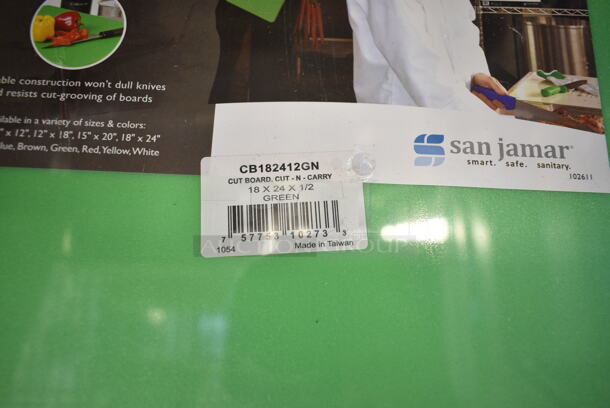 ble construction won't dull knives
resists cut-grooving of boards
ilable in a variety of sizes & colors:
" x 12", 12" x 18", 15" x 20", 18" x 24"
lue, Brown, Green, Red, Yellow, White
san jamar®
smart. safe. sanitary.
102611
CB182412GN
CUT BOARD, CUT - N - CARRY
18 X 24 X 1/2
GREEN
7 57753 10273 3
1054 Made in Taiwan